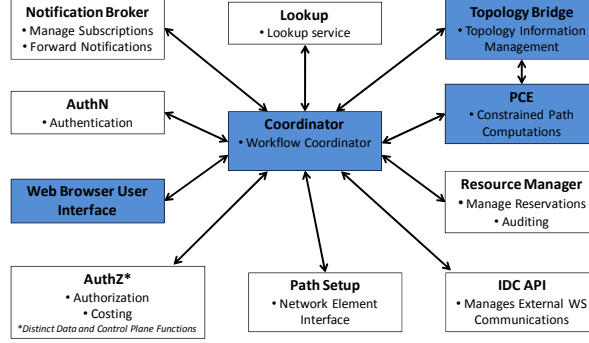 Notification Broker
• Manage Subscriptions
• Forward Notifications
Lookup
• Lookup service
Topology Bridge
• Topology Information
Management
AuthN
• Authentication
Coordinator
• Workflow Coordinator
PCE
• Constrained Path
Computations
Web Browser User
Interface
Resource Manager
• Manage Reservations
• Auditing
AuthZ*
• Authorization
• Costing
*Distinct Data and Control Plane Functions
Path Setup
• Network Element
Interface
IDC API
• Manages External WS
Communications